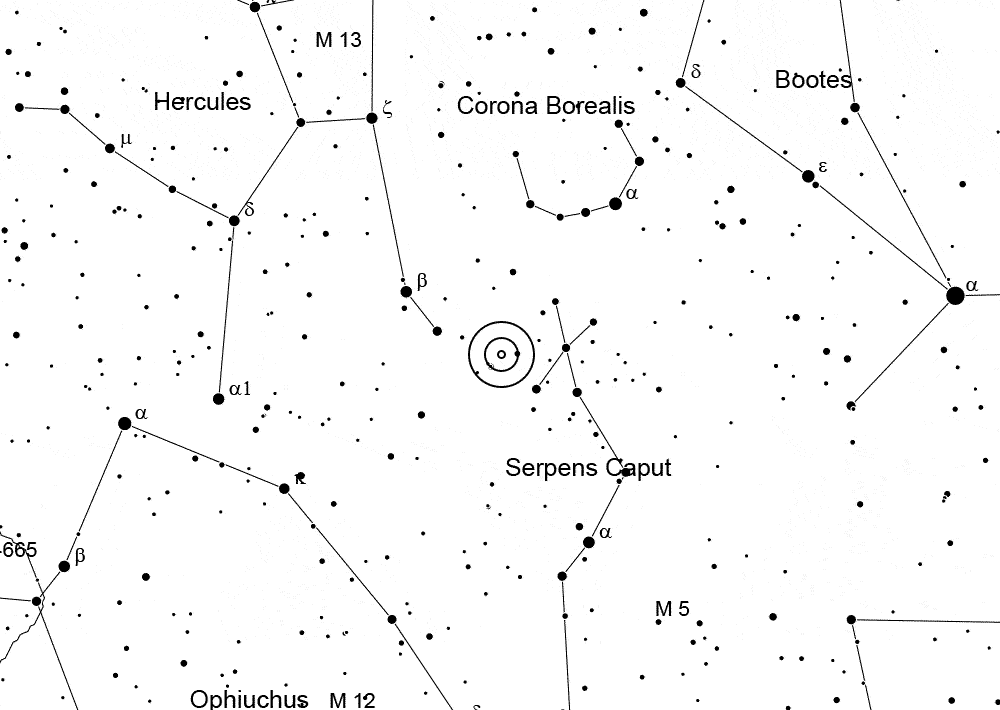 M 13
δ
Bootes
Hercules
Corona Borealis
ζ
μ
ε
α
δ
β
α
α1
α
κ
Serpens Caput
α
-665
β
M 5
Ophiuchus
M 12